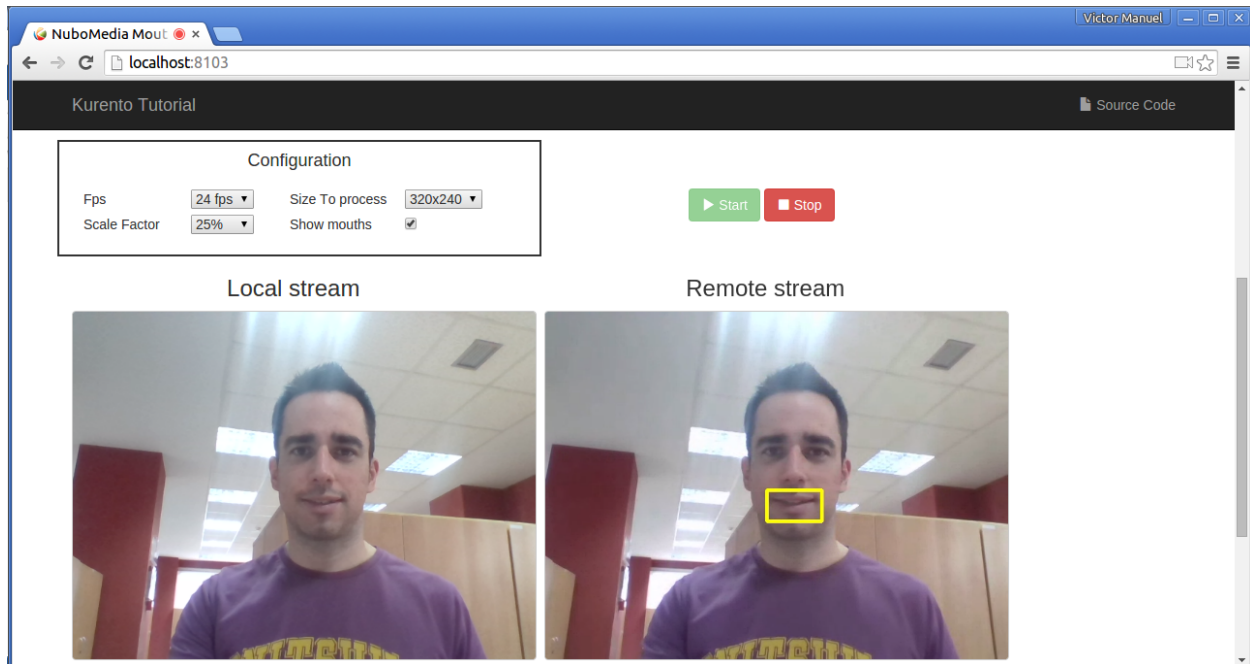 Victor Manuel
NuboMedia Mout
localhost:8103
Kurento Tutorial
Source Code
Configuration
Fps 24 fps Size To process 320x240
Scale Factor 25% Show mouths
Start Stop
Local stream Remote stream